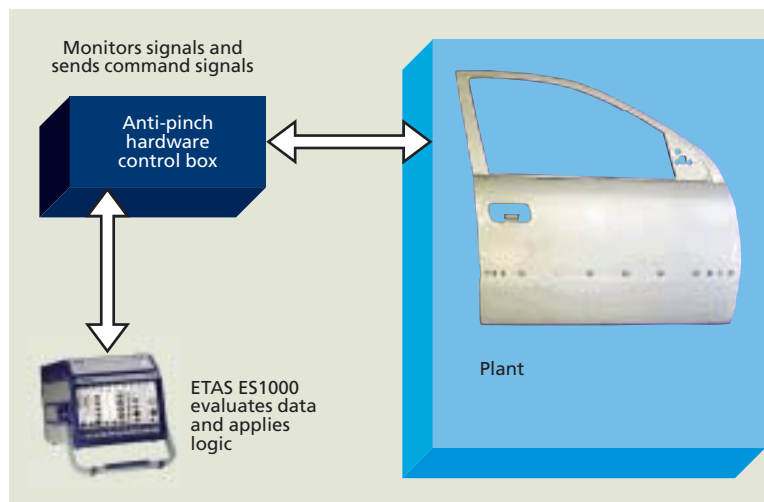 Monitors signals and
sends command signals
Anti-pinch
hardware
control box
ETAS ES1000
evaluates data
and applies
logic
Plant